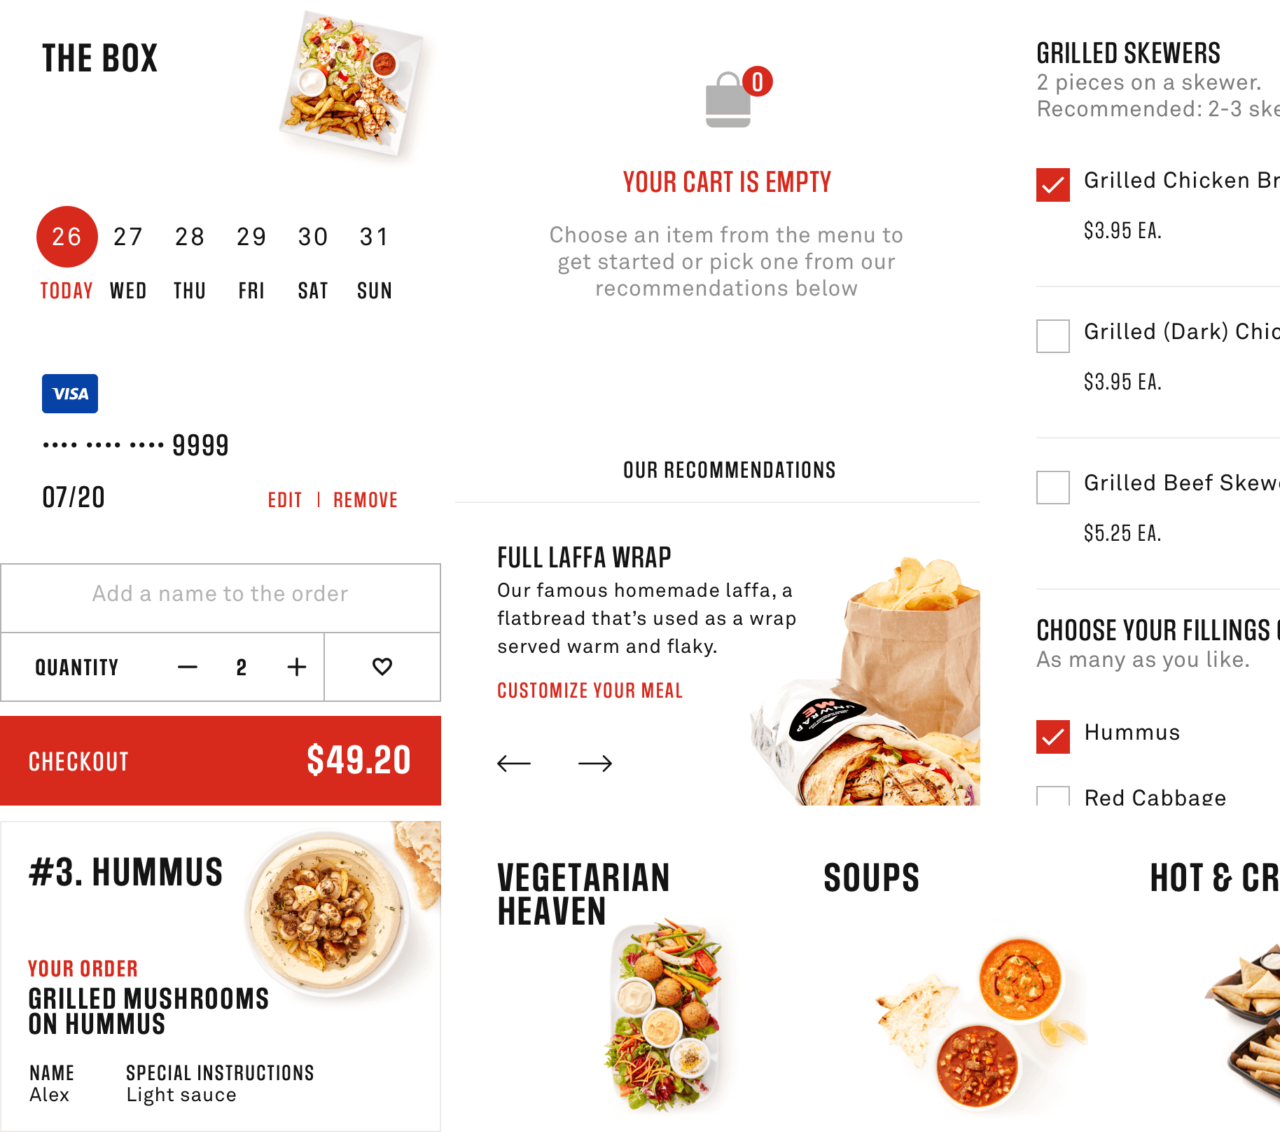 THE BOX
26 27 28 29 30 31
TODAY WED THU FRI SAT SUN
VISA
•••• •••• •••• 9999
07/20
EDIT | REMOVE
Add a name to the order
QUANTITY — 2 +
CHECKOUT $49.20
#3. HUMMUS
YOUR ORDER
GRILLED MUSHROOMS
ON HUMMUS
NAME SPECIAL INSTRUCTIONS
Alex Light sauce
0
YOUR CART IS EMPTY
Choose an item from the menu to
get started or pick one from our
recommendations below
OUR RECOMMENDATIONS
FULL LAFFA WRAP
Our famous homemade laffa, a
flatbread that's used as a wrap
served warm and flaky.
CUSTOMIZE YOUR MEAL
UNWRAP
ME
GRILLED SKEWERS
2 pieces on a skewer.
Recommended: 2-3 ske
Grilled Chicken Br
$3.95 EA.
Grilled (Dark) Chic
$3.95 EA.
Grilled Beef Skewe
$5.25 EA.
CHOOSE YOUR FILLINGS
As many as you like.
Hummus
Red Cabbage
VEGETARIAN
HEAVEN
SOUPS
HOT & CR